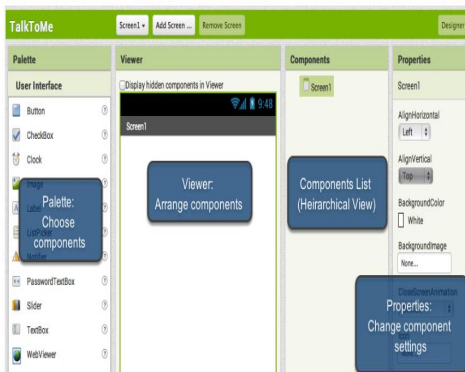 TalkToMe
Screen1
Add Screen ...
Remove Screen
Designer
Palette
Viewer
Components
Properties
User Interface
Button
CheckBox
Clock
Image
Label
ListPicker
Notifier
PasswordTextBox
Slider
TextBox
WebViewer
Palette:
Choose
components
Display hidden components in Viewer
9:48
Screen1
Viewer:
Arrange components
Screen1
Components List
(Heirarchical View)
Screen1
AlignHorizontal
Left
AlignVertical
Top
BackgroundColor
White
BackgroundImage
None...
CloseScreenAnimation
Properties:
Change component
settings